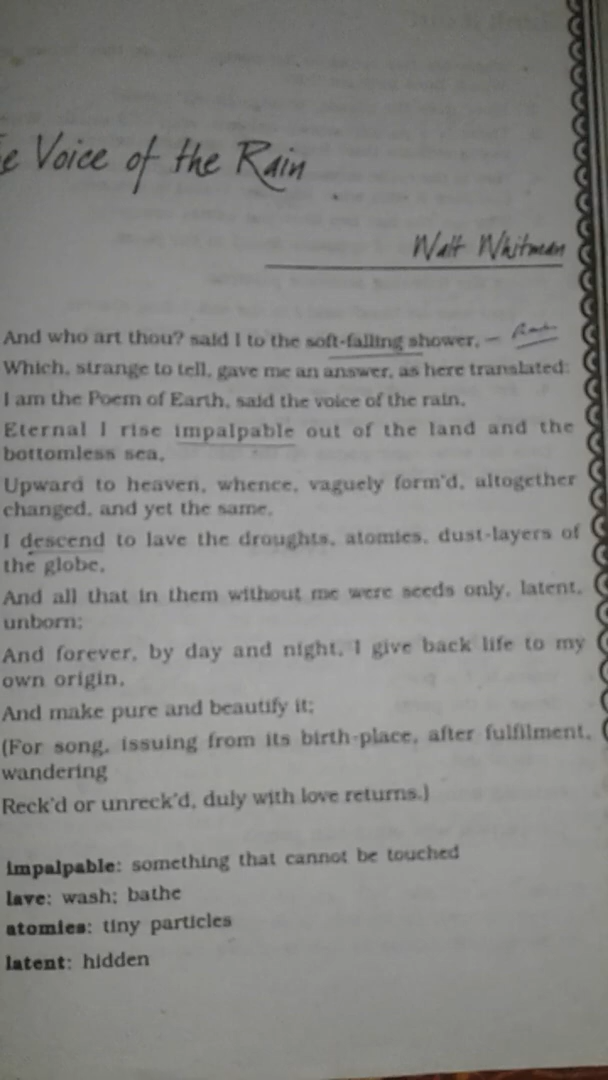 e Voice of the Rain
Walt Whitman
And who art thou? said I to the soft-falling shower, –
Which, strange to tell, gave me an answer, as here translated:
I am the Poem of Earth, said the voice of the rain,
Eternal I rise impalpable out of the land and the
bottomless sea,
Upward to heaven, whence, vaguely form'd, altogether
changed, and yet the same,
I descend to lave the droughts, atomies, dust-layers of
the globe,
And all that in them without me were seeds only, latent,
unborn;
And forever, by day and night, I give back life to my
own origin,
And make pure and beautify it;
(For song, issuing from its birth-place, after fulfilment,
wandering
Reck'd or unreck'd, duly with love returns.)
impalpable: something that cannot be touched
lave: wash; bathe
atomies: tiny particles
latent: hidden